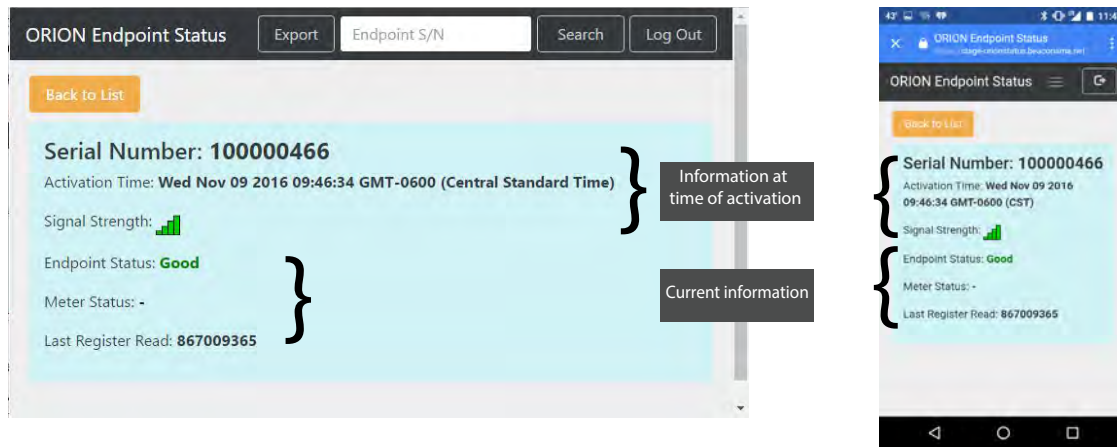 ORION Endpoint Status
Export
Endpoint S/N
Search
Log Out
Back to List
Serial Number: 100000466
Activation Time: Wed Nov 09 2016 09:46:34 GMT-0600 (Central Standard Time)
Signal Strength:
Endpoint Status: Good
Meter Status: -
Last Register Read: 867009365
Information at
time of activation
Current information
43°
11:4
ORION Endpoint Status
ORION Endpoint Status
Back to List
Serial Number: 100000466
Activation Time: Wed Nov 09 2016
09:46:34 GMT-0600 (CST)
Signal Strength:
Endpoint Status: Good
Meter Status: -
Last Register Read: 867009365